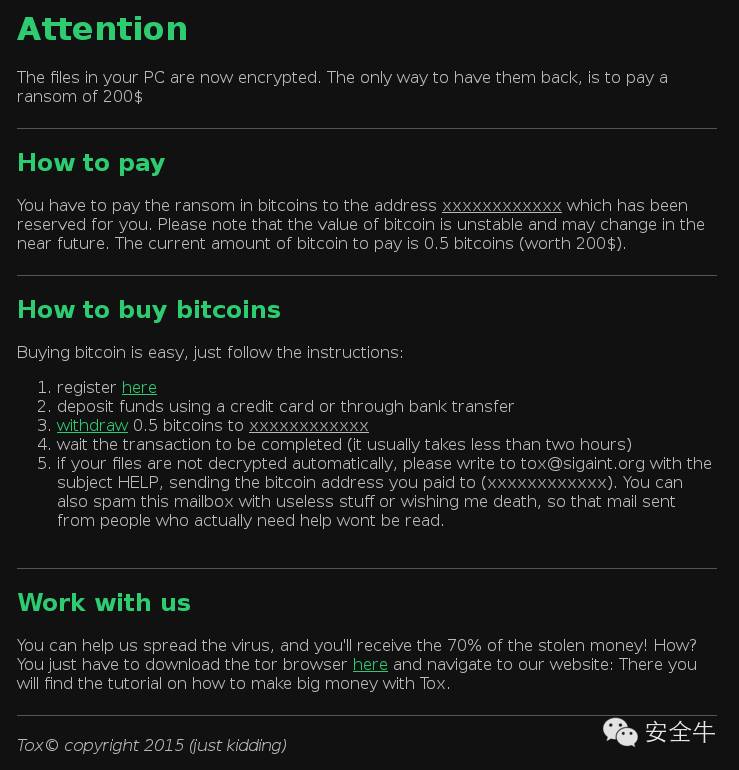 Attention
The files in your PC are now encrypted. The only way to have them back, is to pay a
ransom of 200$
How to pay
You have to pay the ransom in bitcoins to the address xxxxxxxxxxxx which has been
reserved for you. Please note that the value of bitcoin is unstable and may change in the
near future. The current amount of bitcoin to pay is 0.5 bitcoins (worth 200$).
How to buy bitcoins
Buying bitcoin is easy, just follow the instructions:
1. register here
2. deposit funds using a credit card or through bank transfer
3. withdraw 0.5 bitcoins to xxxxxxxxxxxx
4. wait the transaction to be completed (it usually takes less than two hours)
5. if your files are not decrypted automatically, please write to tox@sigaint.org with the
subject HELP, sending the bitcoin address you paid to (xxxxxxxxxxxx). You can
also spam this mailbox with useless stuff or wishing me death, so that mail sent
from people who actually need help wont be read.
Work with us
You can help us spread the virus, and you'll receive the 70% of the stolen money! How?
You just have to download the tor browser here and navigate to our website: There you
will find the tutorial on how to make big money with Tox.
Tox© copyright 2015 (just kidding)
安全牛